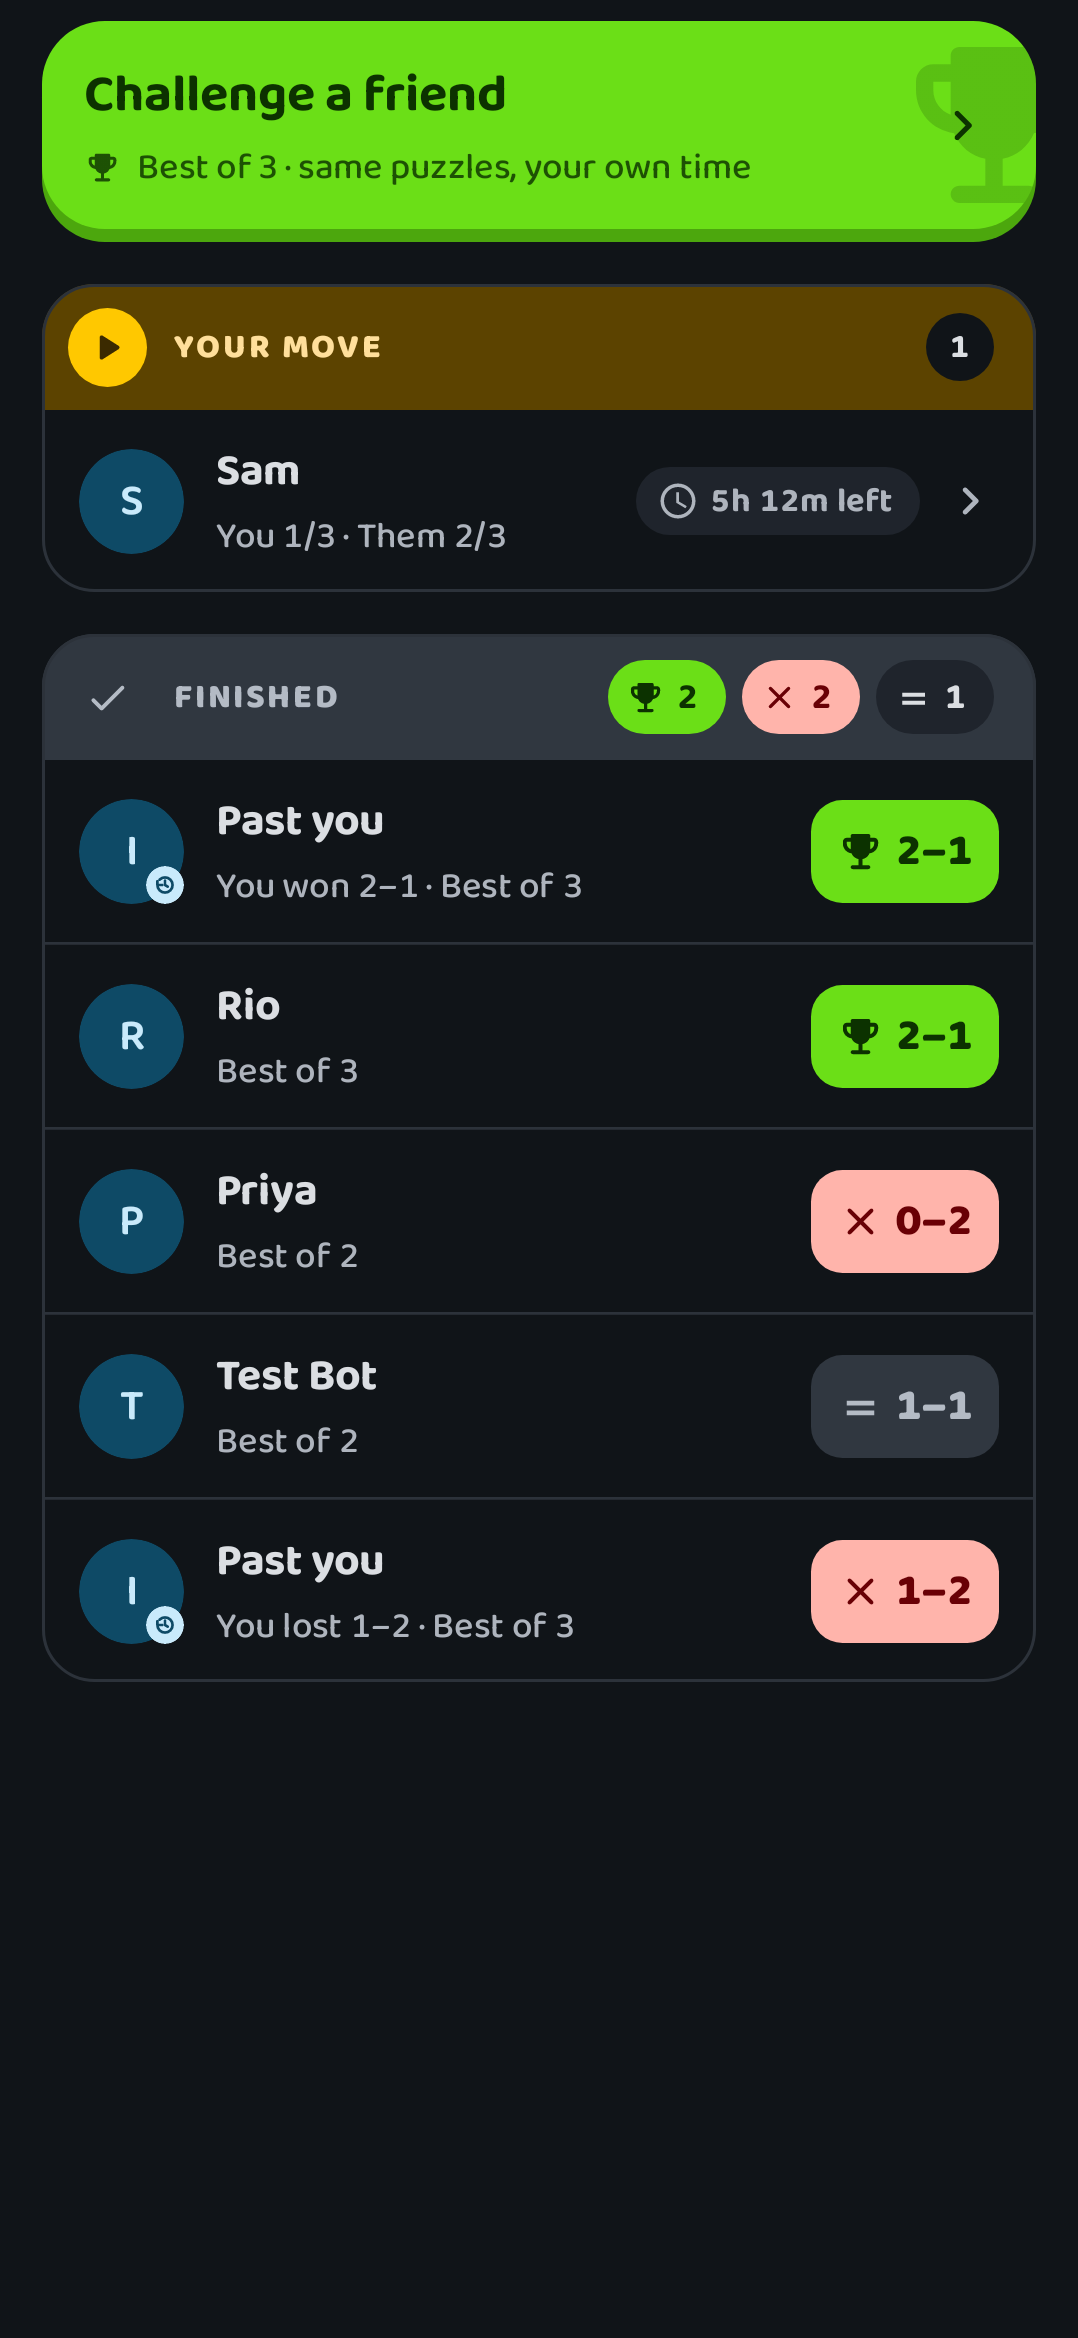 Challenge a friend
Best of 3 · same puzzles, your own time
YOUR MOVE
1
S
Sam
You 1/3 · Them 2/3
5h 12m left
FINISHED
2
2
= 1
I
Past you
You won 2–1 · Best of 3
2–1
R
Rio
Best of 3
2–1
P
Priya
Best of 2
0–2
T
Test Bot
Best of 2
= 1–1
I
Past you
You lost 1–2 · Best of 3
1–2